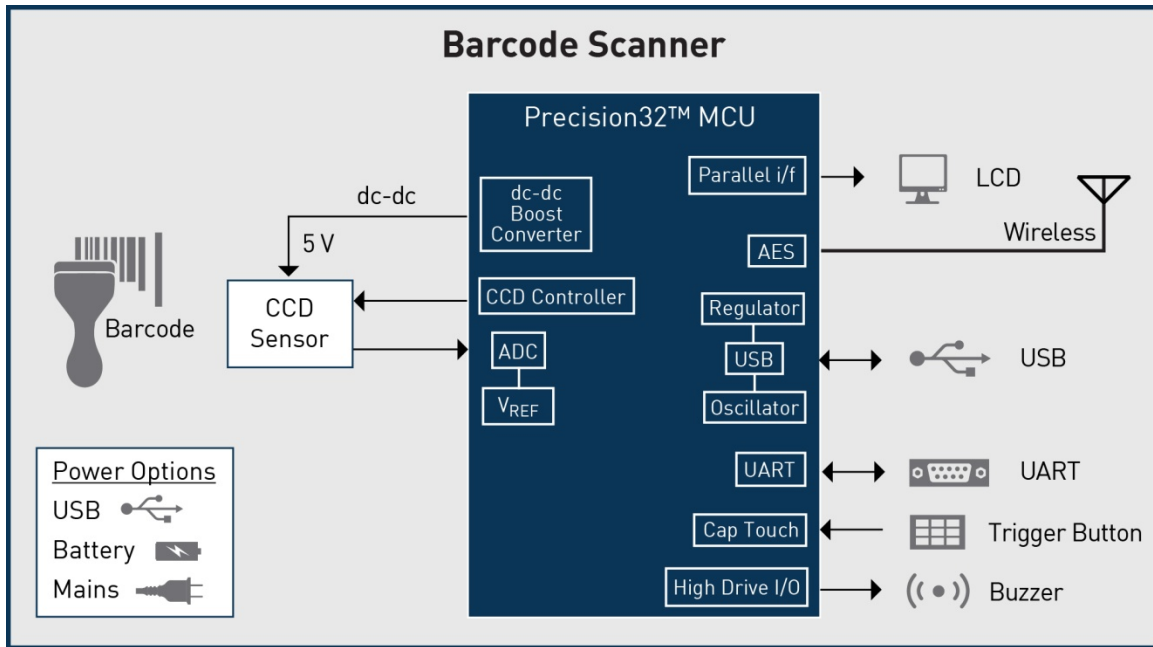 Barcode Scanner
Precision32™ MCU
dc-dc
5 V
Barcode
CCD
Sensor
dc-dc
Boost
Converter
CCD Controller
ADC
VREF
Parallel i/f
AES
Regulator
USB
Oscillator
UART
Cap Touch
High Drive I/O
LCD
Wireless
USB
UART
Trigger Button
Buzzer
Power Options
USB
Battery
Mains